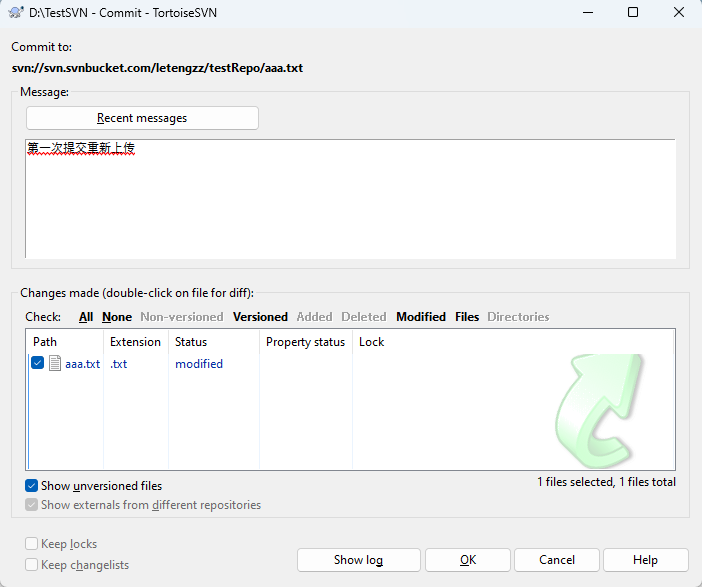 D:\TestSVN - Commit - TortoiseSVN
Commit to:
svn://svn.svnbucket.com/letengzz/testRepo/aaa.txt
Message:
Recent messages
第一次提交重新上传
Changes made (double-click on file for diff):
Check: All None Non-versioned Versioned Added Deleted Modified Files Directories
Path Extension Status Property status Lock
aaa.txt .txt modified
Show unversioned files 1 files selected, 1 files total
Show externals from different repositories
Keep locks
Keep changelists
Show log OK Cancel Help